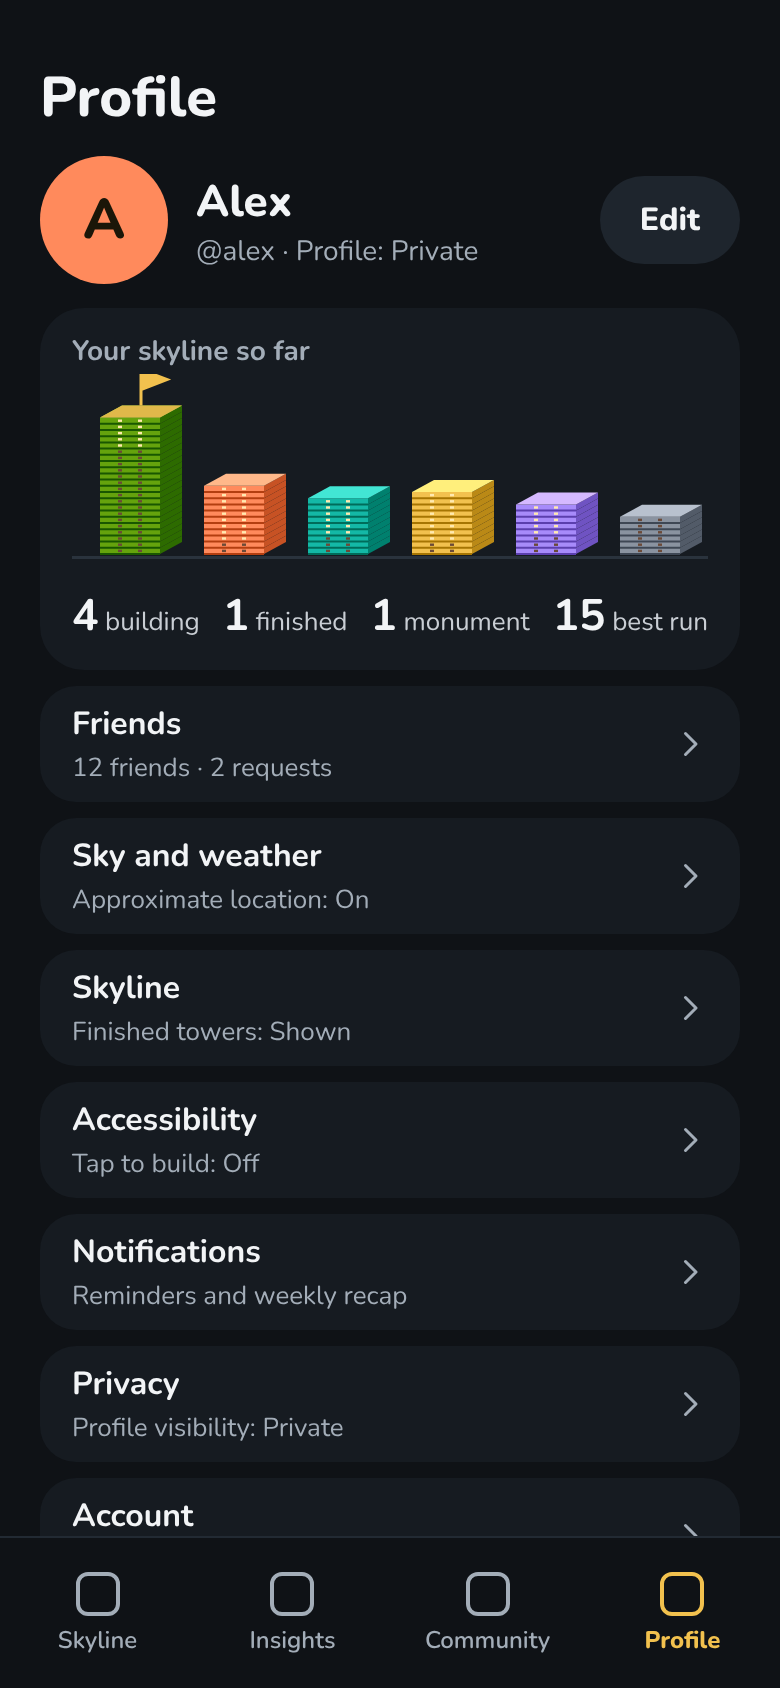 Profile
A
Alex
@alex · Profile: Private
Edit
Your skyline so far
4 building 1 finished 1 monument 15 best run
Friends
12 friends · 2 requests
Sky and weather
Approximate location: On
Skyline
Finished towers: Shown
Accessibility
Tap to build: Off
Notifications
Reminders and weekly recap
Privacy
Profile visibility: Private
Account
Skyline Insights Community Profile